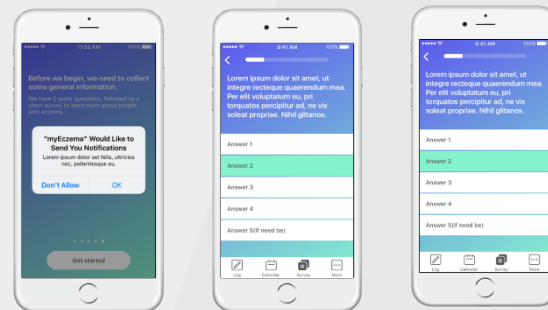 11:56 AM
100%
Before we begin, we need to collect
some general information.
We have 2 quick questions, followed by a
short survey to learn more about people
with eczema.
"myEczema" Would Like to
Send You Notifications
Lorem ipsum dolor set felis, ultricies
nec, pellentesque eu.
Don't Allow
OK
Get started
9:41 AM
100%
Lorem ipsum dolor sit amet, ut
integre recteque quaerendum mea.
Per elit voluptatum eu, pri
torquatos percipitur ad, ne vix
soleat propriae. Nihil glitanos.
Answer 1
Answer 2
Answer 3
Answer 4
Answer 5(if need be)
Log
Calendar
Survey
More
9:41 AM
100%
Lorem ipsum dolor sit amet, ut
integre recteque quaerendum mea.
Per elit voluptatum eu, pri
torquatos percipitur ad, ne vix
soleat propriae. Nihil glitanos.
Answer 1
Answer 2
Answer 3
Answer 4
Answer 5(if need be)
Log
Calendar
Survey
More